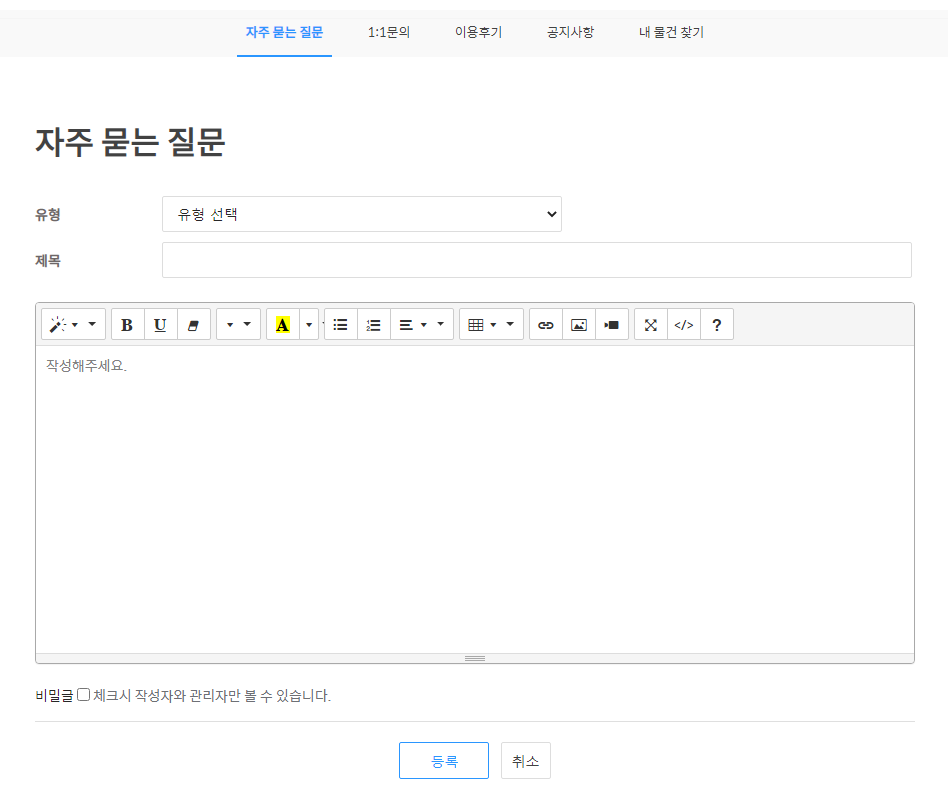 자주 묻는 질문 1:1문의 이용후기 공지사항 내 물건 찾기
자주 묻는 질문
유형 유형 선택
제목
B U A </> ?
작성해주세요.
비밀글 체크시 작성자와 관리자만 볼 수 있습니다.
등록 취소